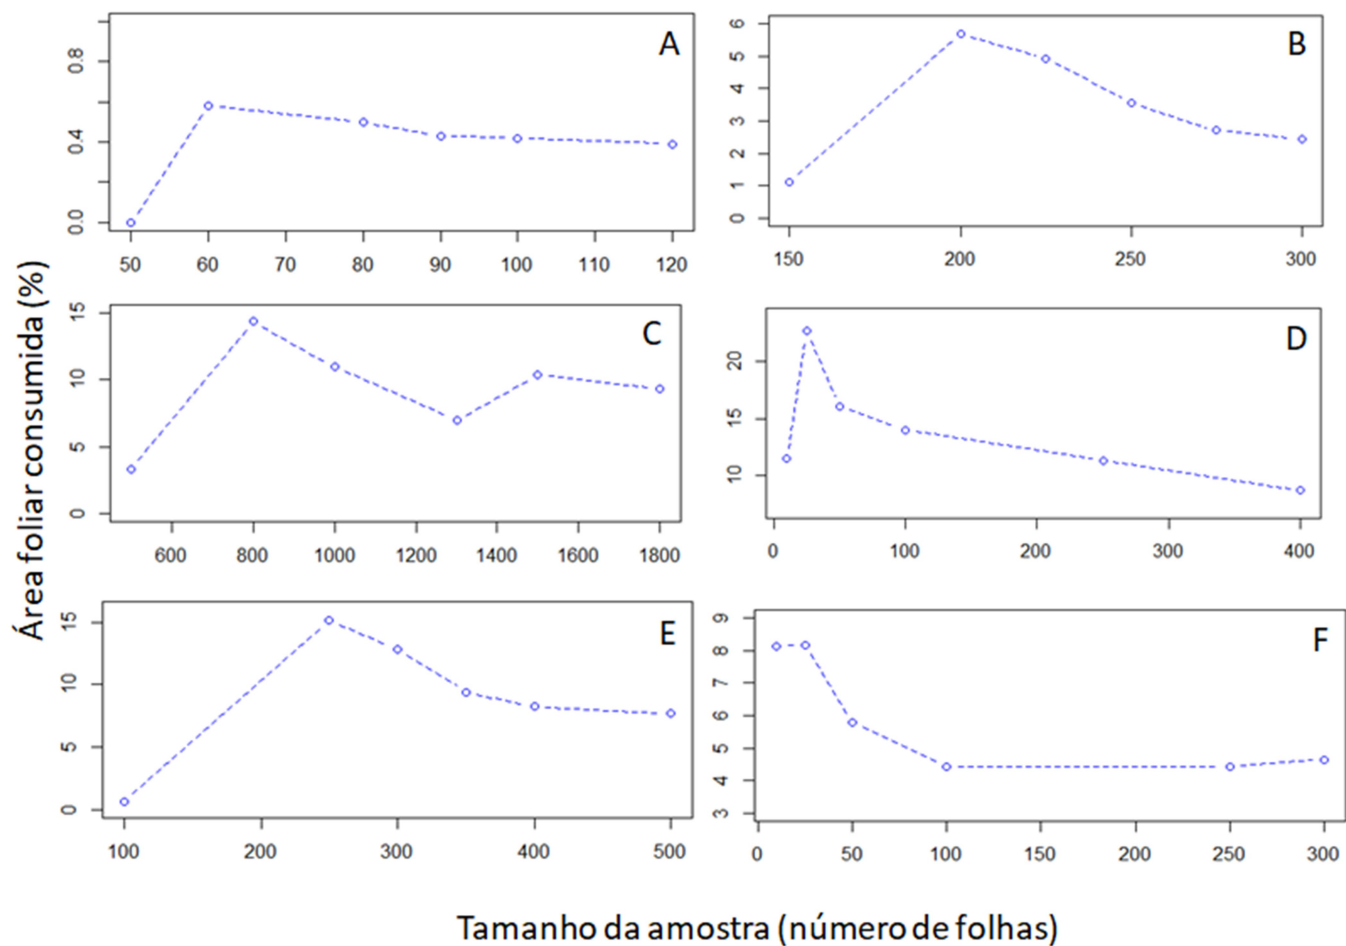 A
0.0 0.4 0.8
50 60 70 80 90 100 110 120
B
0 1 2 3 4 5 6
150 200 250 300
C
0 5 10 15
600 800 1000 1200 1400 1600 1800
D
10 15 20
0 100 200 300 400
E
0 5 10 15
100 200 300 400 500
F
3 4 5 6 7 8 9
0 50 100 150 200 250 300
Área foliar consumida (%)
Tamanho da amostra (número de folhas)